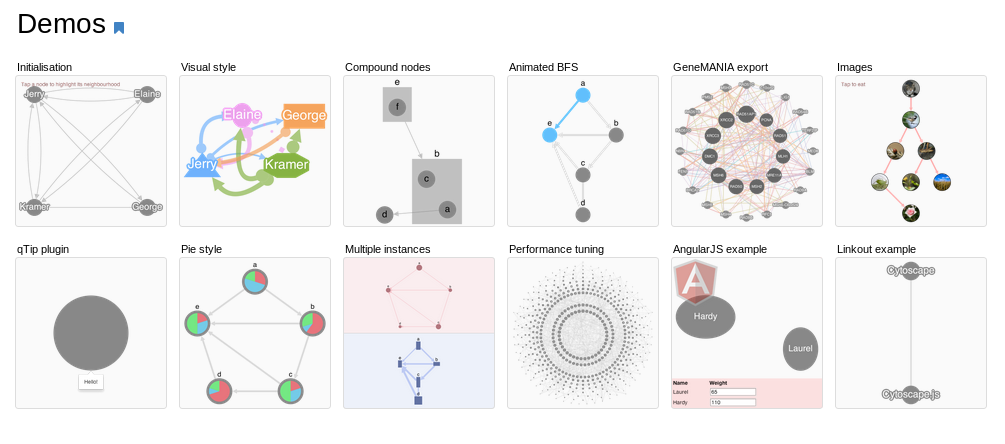 Demos
Initialisation
Visual style
Compound nodes
Animated BFS
GeneMANIA export
Images
Tap a node to highlight its neighbourhood
Jerry
Elaine
Kramer
George
Elaine
George
Jerry
Kramer
e
f
b
c
a
d
a
e
b
c
d
Tap to eat
qTip plugin
Pie style
Multiple instances
Performance tuning
AngularJS example
Linkout example
Hello!
a
e
b
d
c
A
Hardy
Laurel
Name Weight
Laurel 65
Hardy 110
Cytoscape
Cytoscape.js